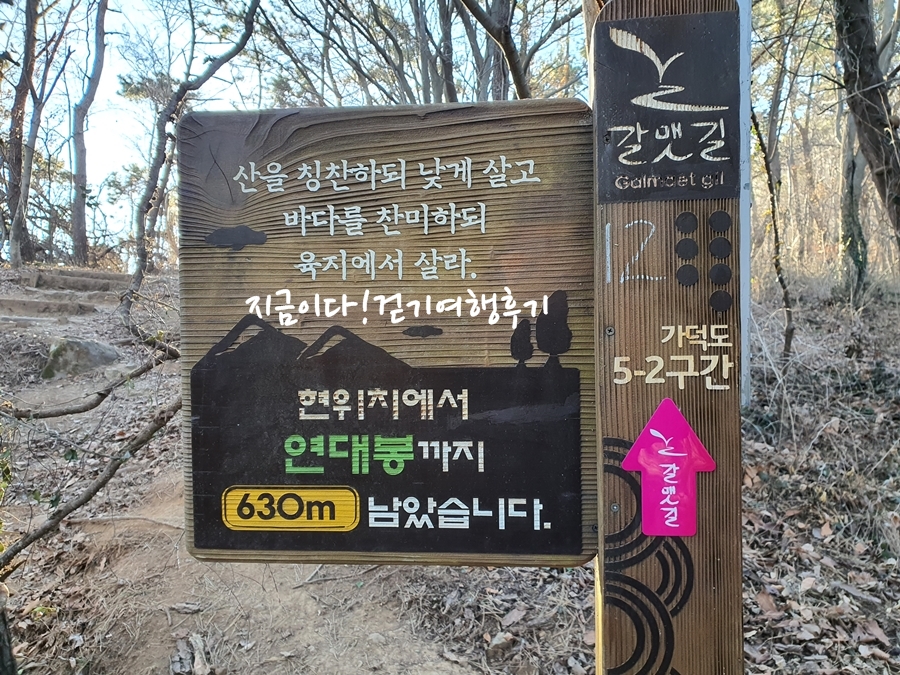 산을 칭찬하되 낮게 살고
바다를 찬미하되
육지에서 살라.
지금이다!걷기여행후기
현위치에서
연대봉까지
630m 남았습니다.
갈맷길
Galmaet gil
12
가덕도
5-2구간
갈맷길